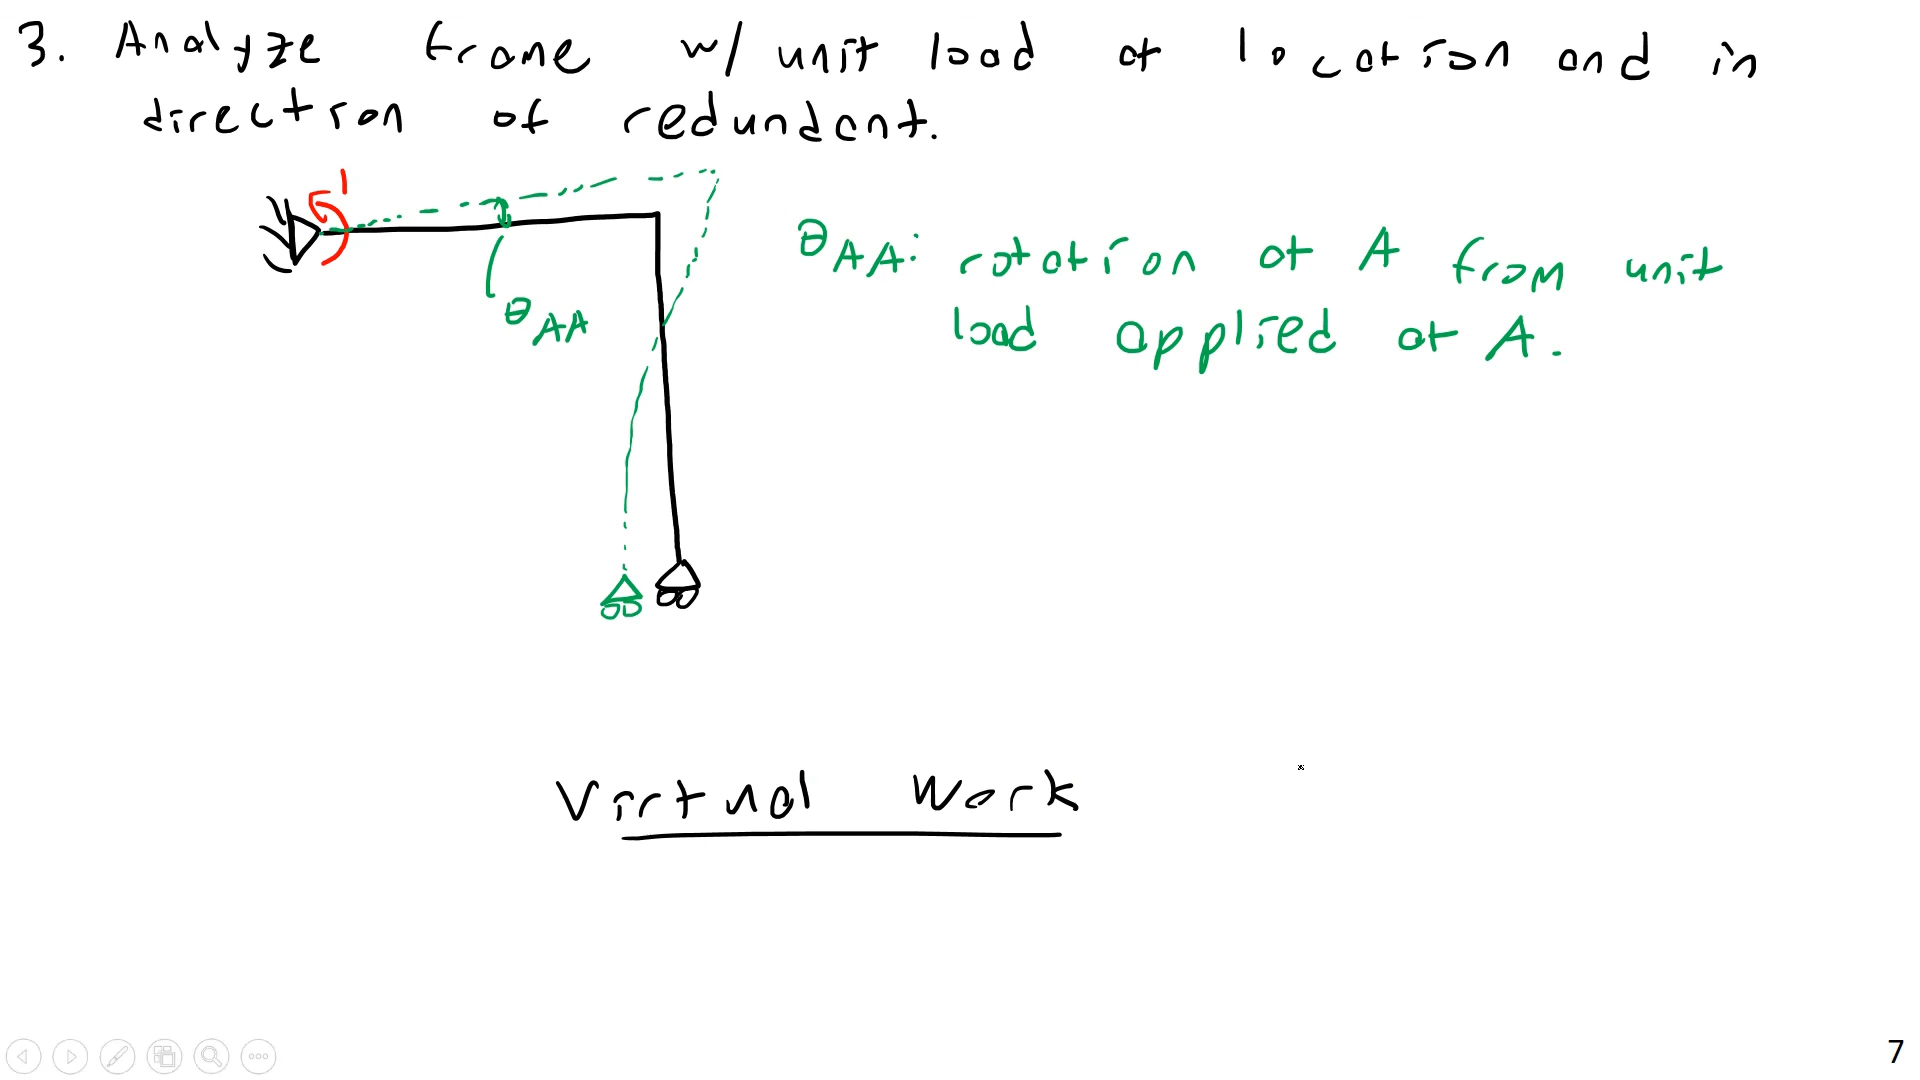 3. Analyze frame w/ unit load at location and in
direction of redundant.
1
θAA
θAA: rotation at A from unit
load applied at A.
Virtual Work
7